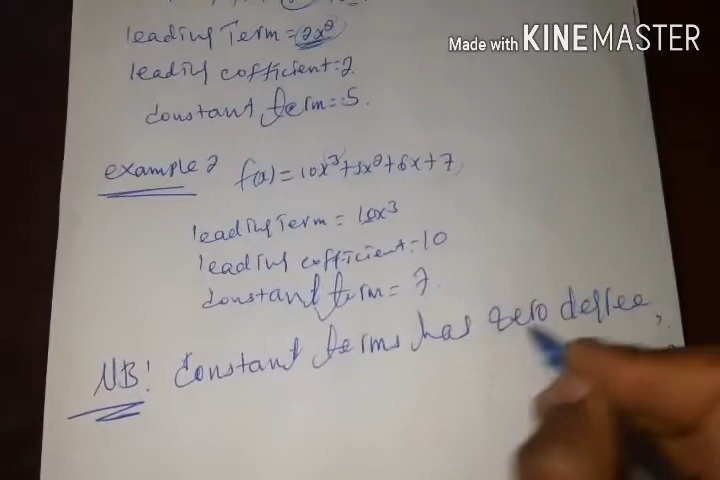 Made with KINEMASTER
leading Term = 2x²
leading cofficient = 2
constant term = 5.
example 2 f(x) = 10x³ + 3x² + 6x + 7
leading Term = 10x³
leading cofficient = 10
constant term = 7.
NB! Constant terms has zero degree,